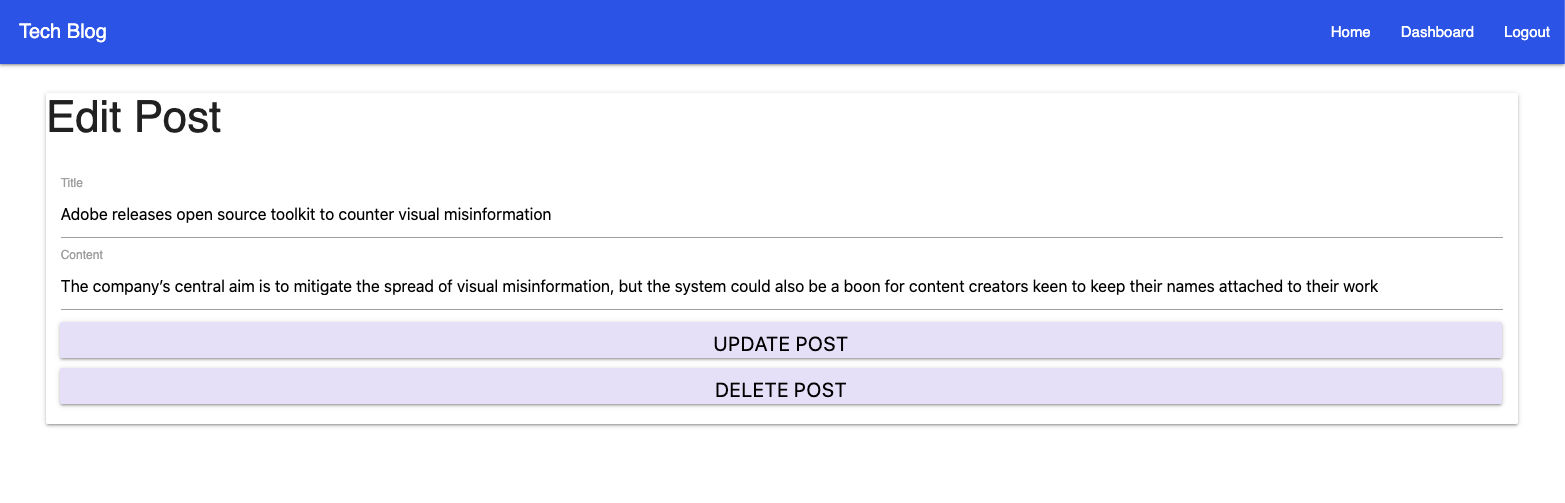 Tech Blog
Home Dashboard Logout
Edit Post
Title
Adobe releases open source toolkit to counter visual misinformation
Content
The company’s central aim is to mitigate the spread of visual misinformation, but the system could also be a boon for content creators keen to keep their names attached to their work
UPDATE POST
DELETE POST